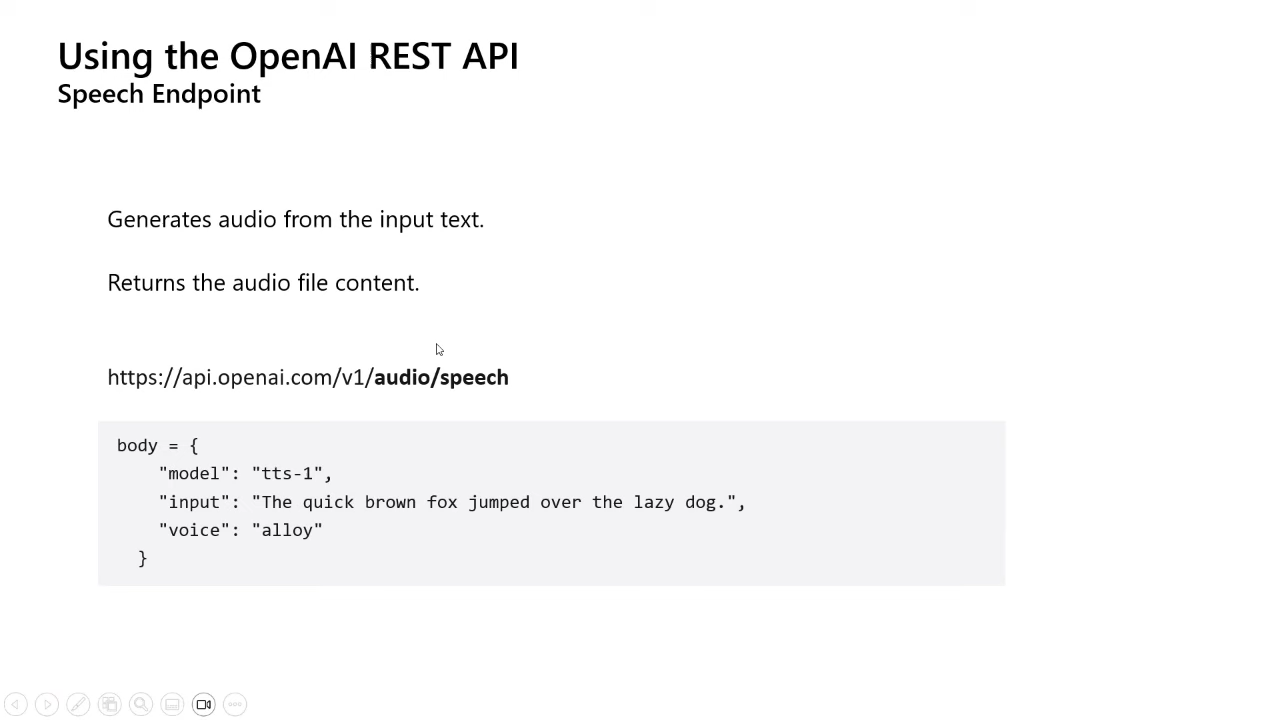 Using the OpenAI REST API
Speech Endpoint
Generates audio from the input text.
Returns the audio file content.
https://api.openai.com/v1/audio/speech
body = {
"model": "tts-1",
"input": "The quick brown fox jumped over the lazy dog.",
"voice": "alloy"
}